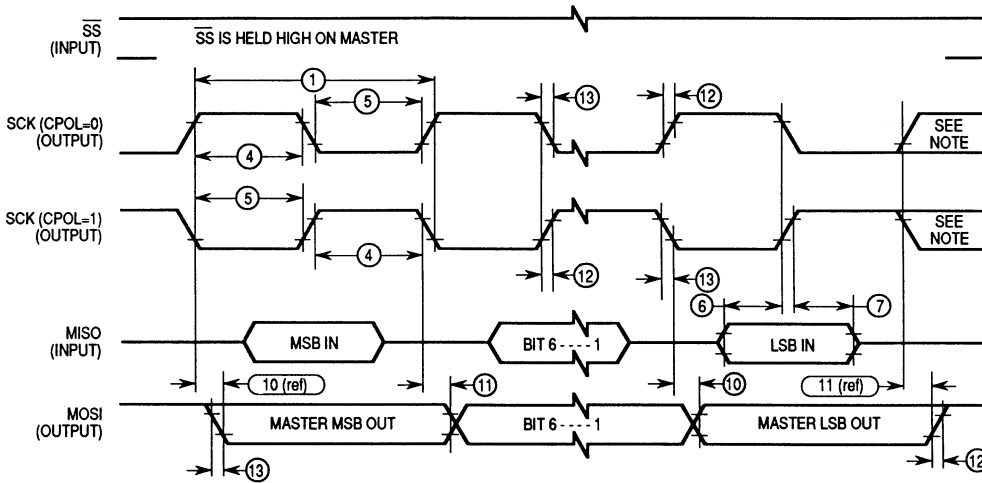 SS
(INPUT)
SS IS HELD HIGH ON MASTER
1
5
13
12
SCK (CPOL=0)
(OUTPUT)
4
SEE
NOTE
5
SCK (CPOL=1)
(OUTPUT)
4
12
13
SEE
NOTE
6
7
MISO
(INPUT)
MSB IN
BIT 6 - - - - 1
LSB IN
10 (ref)
11
10
11 (ref)
MOSI
(OUTPUT)
MASTER MSB OUT
BIT 6 - - - - 1
MASTER LSB OUT
13
12